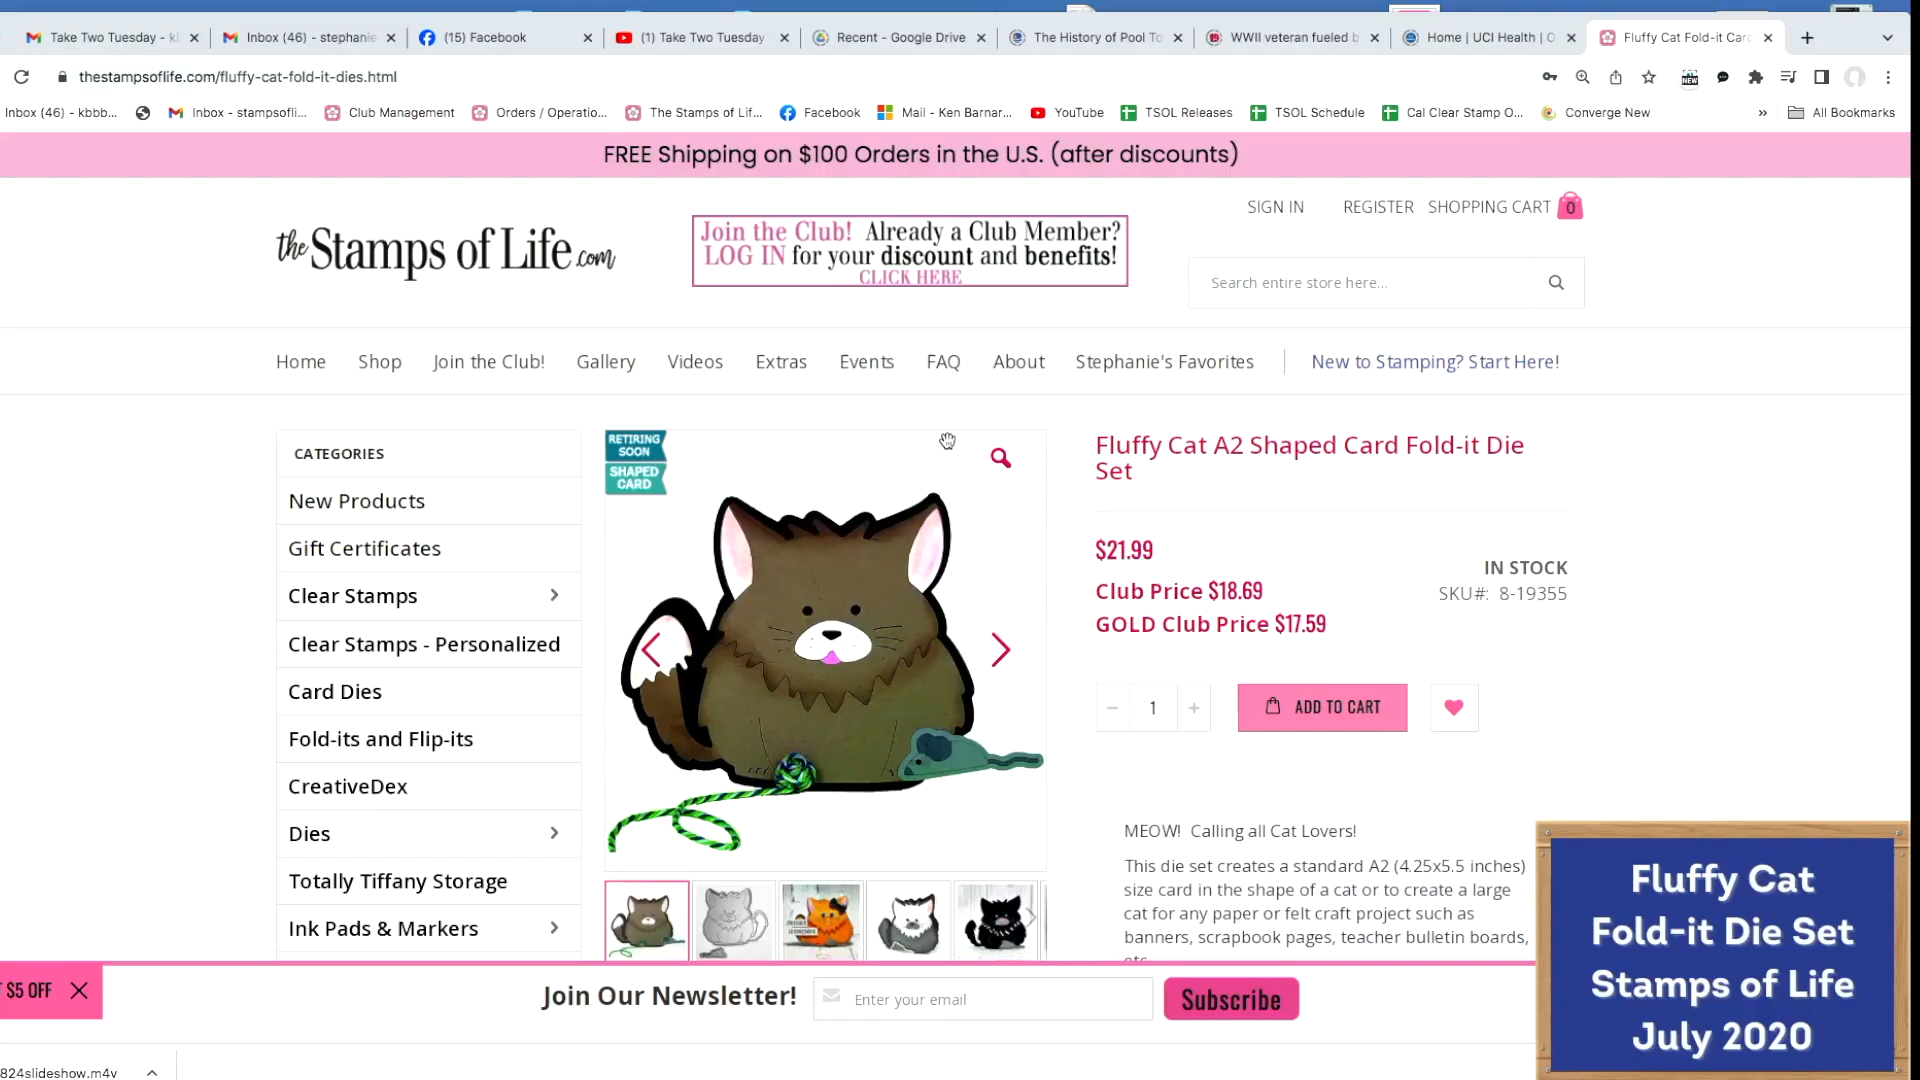 Take Two Tuesday - kl
Inbox (46) - stephanie
(15) Facebook
(1) Take Two Tuesday
Recent - Google Drive
The History of Pool To
WWII veteran fueled b
Home | UCI Health | O
Fluffy Cat Fold-it Card
thestampsoflife.com/fluffy-cat-fold-it-dies.html
NEW
Inbox (46) - kbbb...
Inbox - stampsofli...
Club Management
Orders / Operatio...
The Stamps of Lif...
Facebook
Mail - Ken Barnar...
YouTube
TSOL Releases
TSOL Schedule
Cal Clear Stamp O...
Converge New
»
All Bookmarks
FREE Shipping on $100 Orders in the U.S. (after discounts)
the Stamps of Life.com
Join the Club! Already a Club Member?
LOG IN for your discount and benefits!
CLICK HERE
SIGN IN
REGISTER
SHOPPING CART
0
Search entire store here...
Home
Shop
Join the Club!
Gallery
Videos
Extras
Events
FAQ
About
Stephanie's Favorites
New to Stamping? Start Here!
CATEGORIES
New Products
Gift Certificates
Clear Stamps
Clear Stamps - Personalized
Card Dies
Fold-its and Flip-its
CreativeDex
Dies
Totally Tiffany Storage
Ink Pads & Markers
RETIRING
SOON
SHAPED
CARD
Fluffy Cat A2 Shaped Card Fold-it Die
Set
$21.99
Club Price $18.69
GOLD Club Price $17.59
IN STOCK
SKU#: 8-19355
1
ADD TO CART
MEOW! Calling all Cat Lovers!
This die set creates a standard A2 (4.25x5.5 inches)
size card in the shape of a cat or to create a large
cat for any paper or felt craft project such as
banners, scrapbook pages, teacher bulletin boards,
etc.
$5 OFF
Join Our Newsletter!
Enter your email
Subscribe
824slideshow.m4v
Fluffy Cat
Fold-it Die Set
Stamps of Life
July 2020